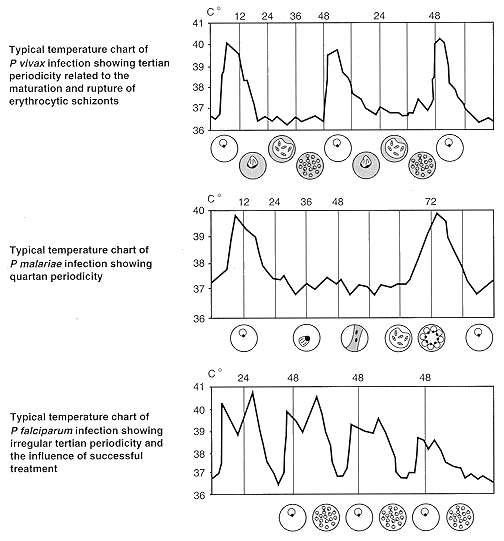 C°
12 24 36 48 24 48
41
40
39
38
37
36
Typical temperature chart of
P vivax infection showing tertian
periodicity related to the
maturation and rupture of
erythrocytic schizonts
C°
12 24 36 48 72
40
39
38
37
36
Typical temperature chart of
P malariae infection showing
quartan periodicity
C°
24 48 48 48
41
40
39
38
37
36
Typical temperature chart of
P falciparum infection showing
irregular tertian periodicity and
the influence of successful
treatment